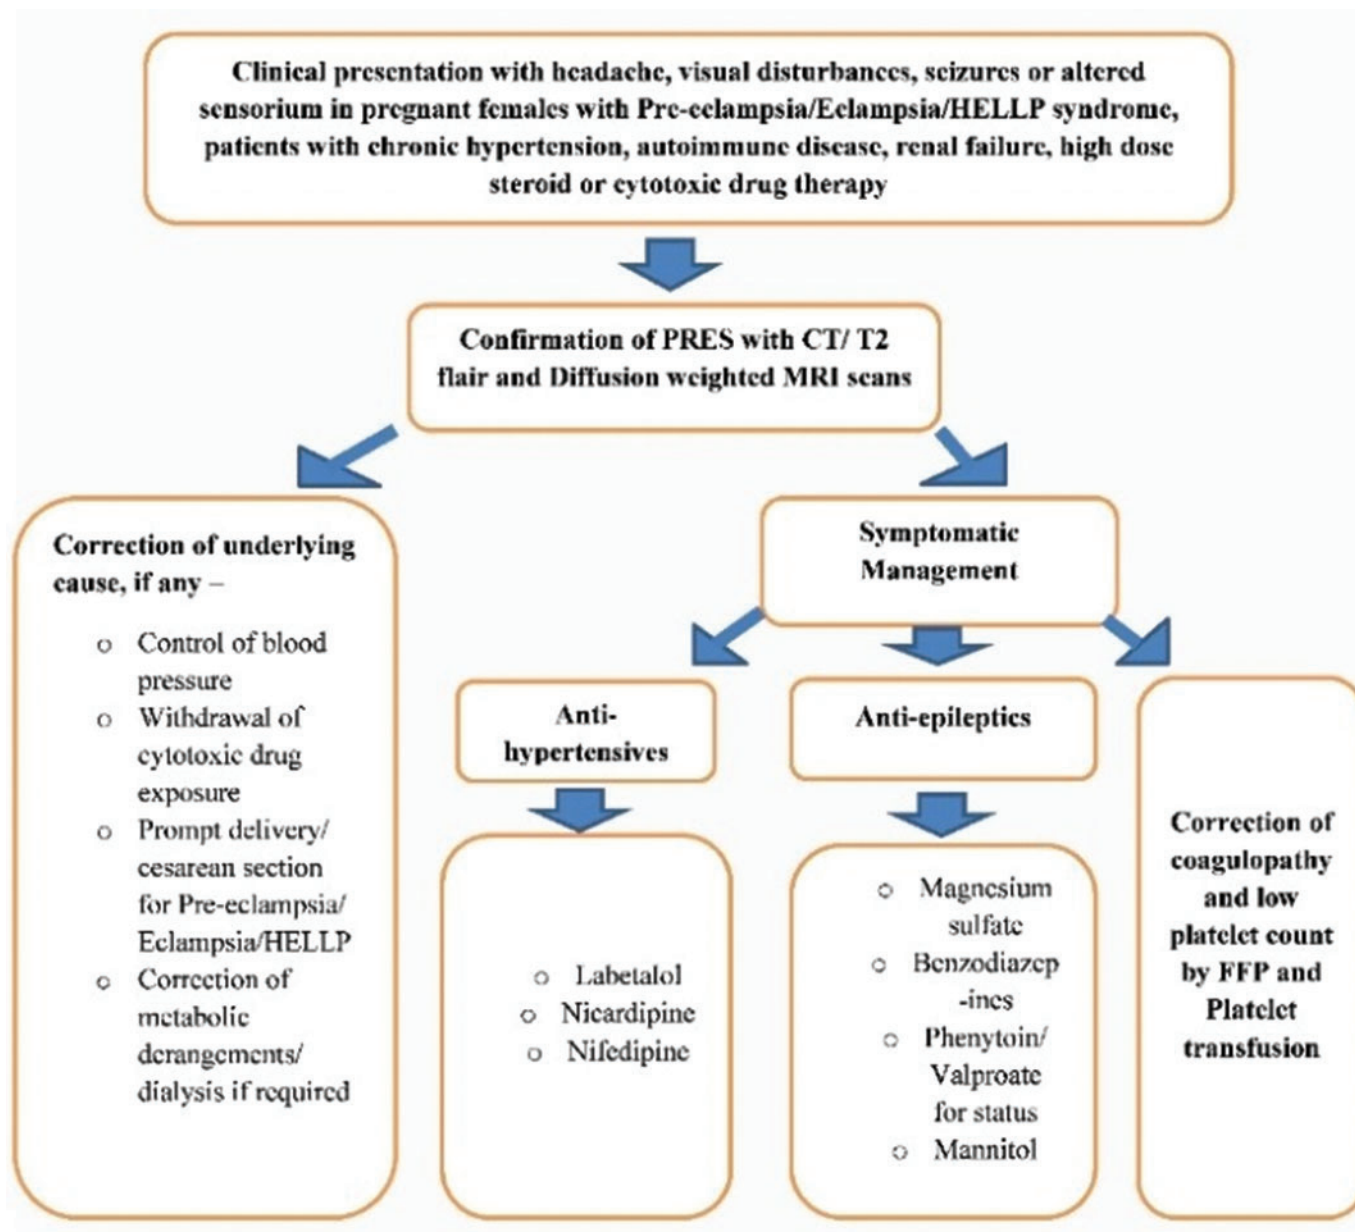 Clinical presentation with headache, visual disturbances, seizures or altered
sensorium in pregnant females with Pre-eclampsia/Eclampsia/HELLP syndrome,
patients with chronic hypertension, autoimmune disease, renal failure, high dose
steroid or cytotoxic drug therapy
Confirmation of PRES with CT/ T2
flair and Diffusion weighted MRI scans
Correction of underlying
cause, if any –
o Control of blood
pressure
o Withdrawal of
cytotoxic drug
exposure
o Prompt delivery/
cesarean section
for Pre-eclampsia/
Eclampsia/HELLP
o Correction of
metabolic
derangements/
dialysis if required
Symptomatic
Management
Anti-
hypertensives
o Labetalol
o Nicardipine
o Nifedipine
Anti-epileptics
o Magnesium
sulfate
o Benzodiazep
-ines
o Phenytoin/
Valproate
for status
o Mannitol
Correction of
coagulopathy
and low
platelet count
by FFP and
Platelet
transfusion